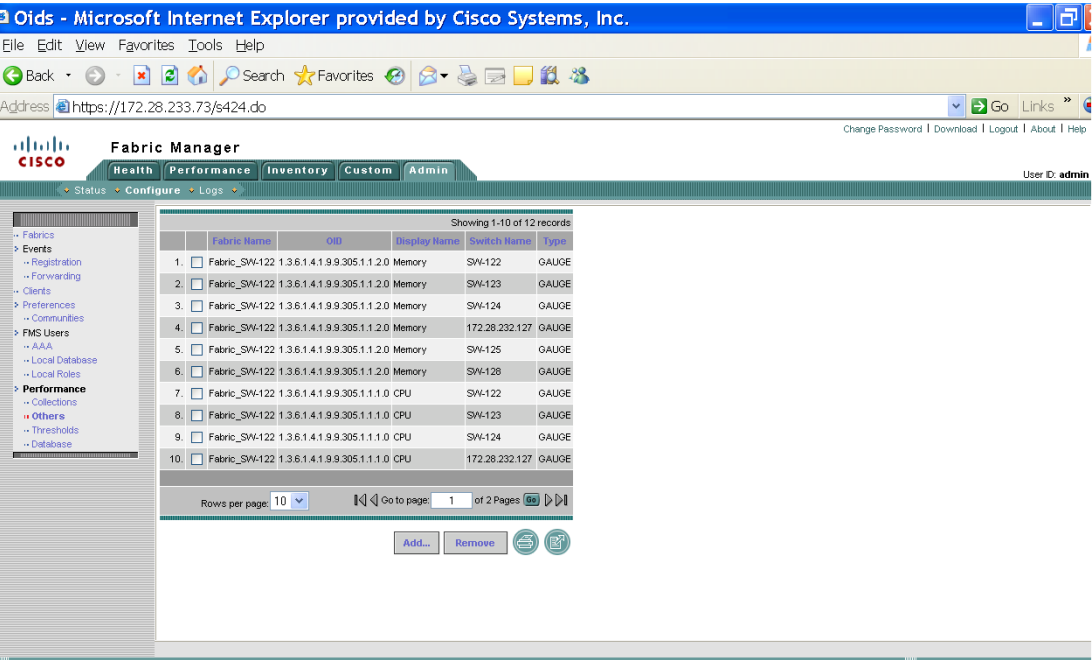 Oids - Microsoft Internet Explorer provided by Cisco Systems, Inc.
File Edit View Favorites Tools Help
Back Search Favorites
Address https://172.28.233.73/s424.do Go Links »
Change Password | Download | Logout | About | Help
CISCO Fabric Manager
Health Performance Inventory Custom Admin
User ID: admin
Status Configure Logs
Fabrics
Events
Registration
Forwarding
Clients
Preferences
Communities
FMS Users
AAA
Local Database
Local Roles
Performance
Collections
Others
Thresholds
Database
Showing 1-10 of 12 records
Fabric Name OID Display Name Switch Name Type
1. Fabric_SW-122 1.3.6.1.4.1.9.9.305.1.1.2.0 Memory SW-122 GAUGE
2. Fabric_SW-122 1.3.6.1.4.1.9.9.305.1.1.2.0 Memory SW-123 GAUGE
3. Fabric_SW-122 1.3.6.1.4.1.9.9.305.1.1.2.0 Memory SW-124 GAUGE
4. Fabric_SW-122 1.3.6.1.4.1.9.9.305.1.1.2.0 Memory 172.28.232.127 GAUGE
5. Fabric_SW-122 1.3.6.1.4.1.9.9.305.1.1.2.0 Memory SW-125 GAUGE
6. Fabric_SW-122 1.3.6.1.4.1.9.9.305.1.1.2.0 Memory SW-128 GAUGE
7. Fabric_SW-122 1.3.6.1.4.1.9.9.305.1.1.1.0 CPU SW-122 GAUGE
8. Fabric_SW-122 1.3.6.1.4.1.9.9.305.1.1.1.0 CPU SW-123 GAUGE
9. Fabric_SW-122 1.3.6.1.4.1.9.9.305.1.1.1.0 CPU SW-124 GAUGE
10. Fabric_SW-122 1.3.6.1.4.1.9.9.305.1.1.1.0 CPU 172.28.232.127 GAUGE
Rows per page: 10 Go to page: 1 of 2 Pages Go
Add... Remove